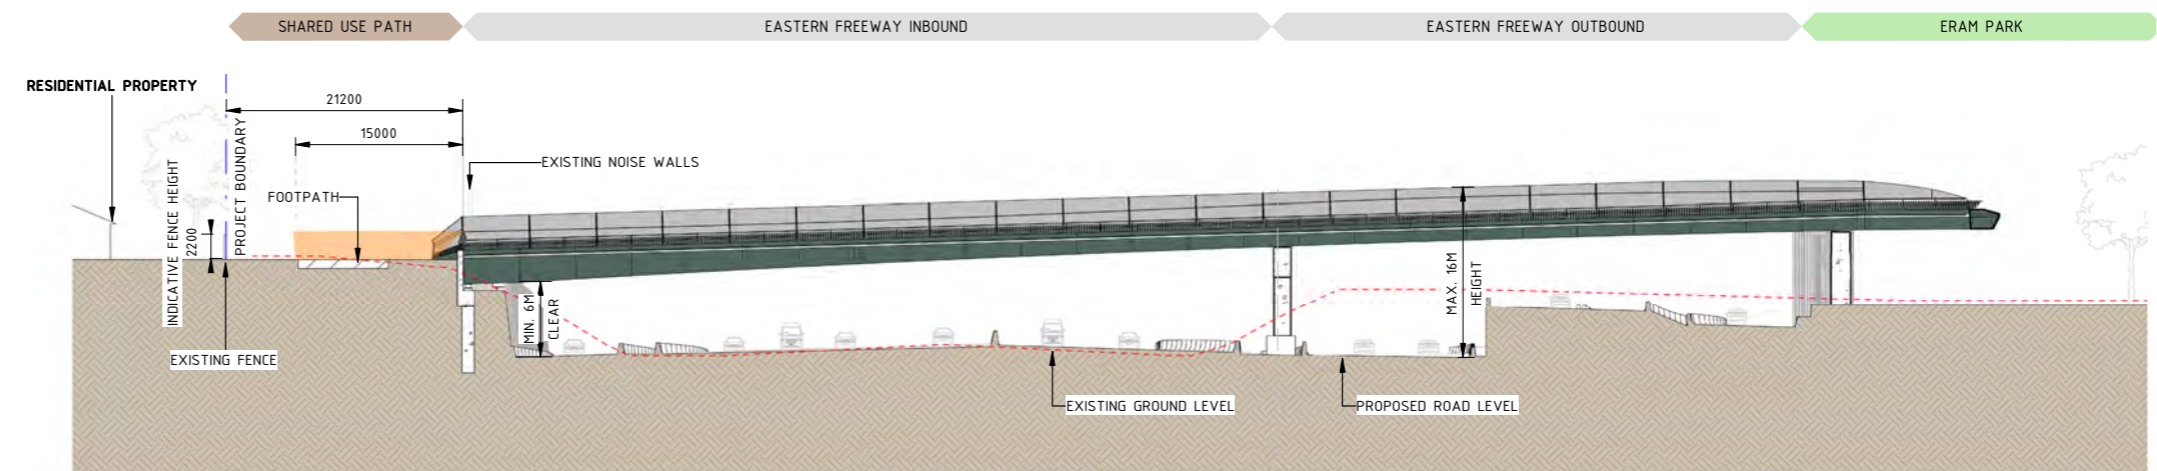 SHARED USE PATH
EASTERN FREEWAY INBOUND
EASTERN FREEWAY OUTBOUND
ERAM PARK
RESIDENTIAL PROPERTY
21200
15000
PROJECT BOUNDARY
INDICATIVE FENCE HEIGHT
2200
FOOTPATH
EXISTING NOISE WALLS
MIN. 6M
CLEAR
MAX. 16M
HEIGHT
EXISTING FENCE
EXISTING GROUND LEVEL
PROPOSED ROAD LEVEL